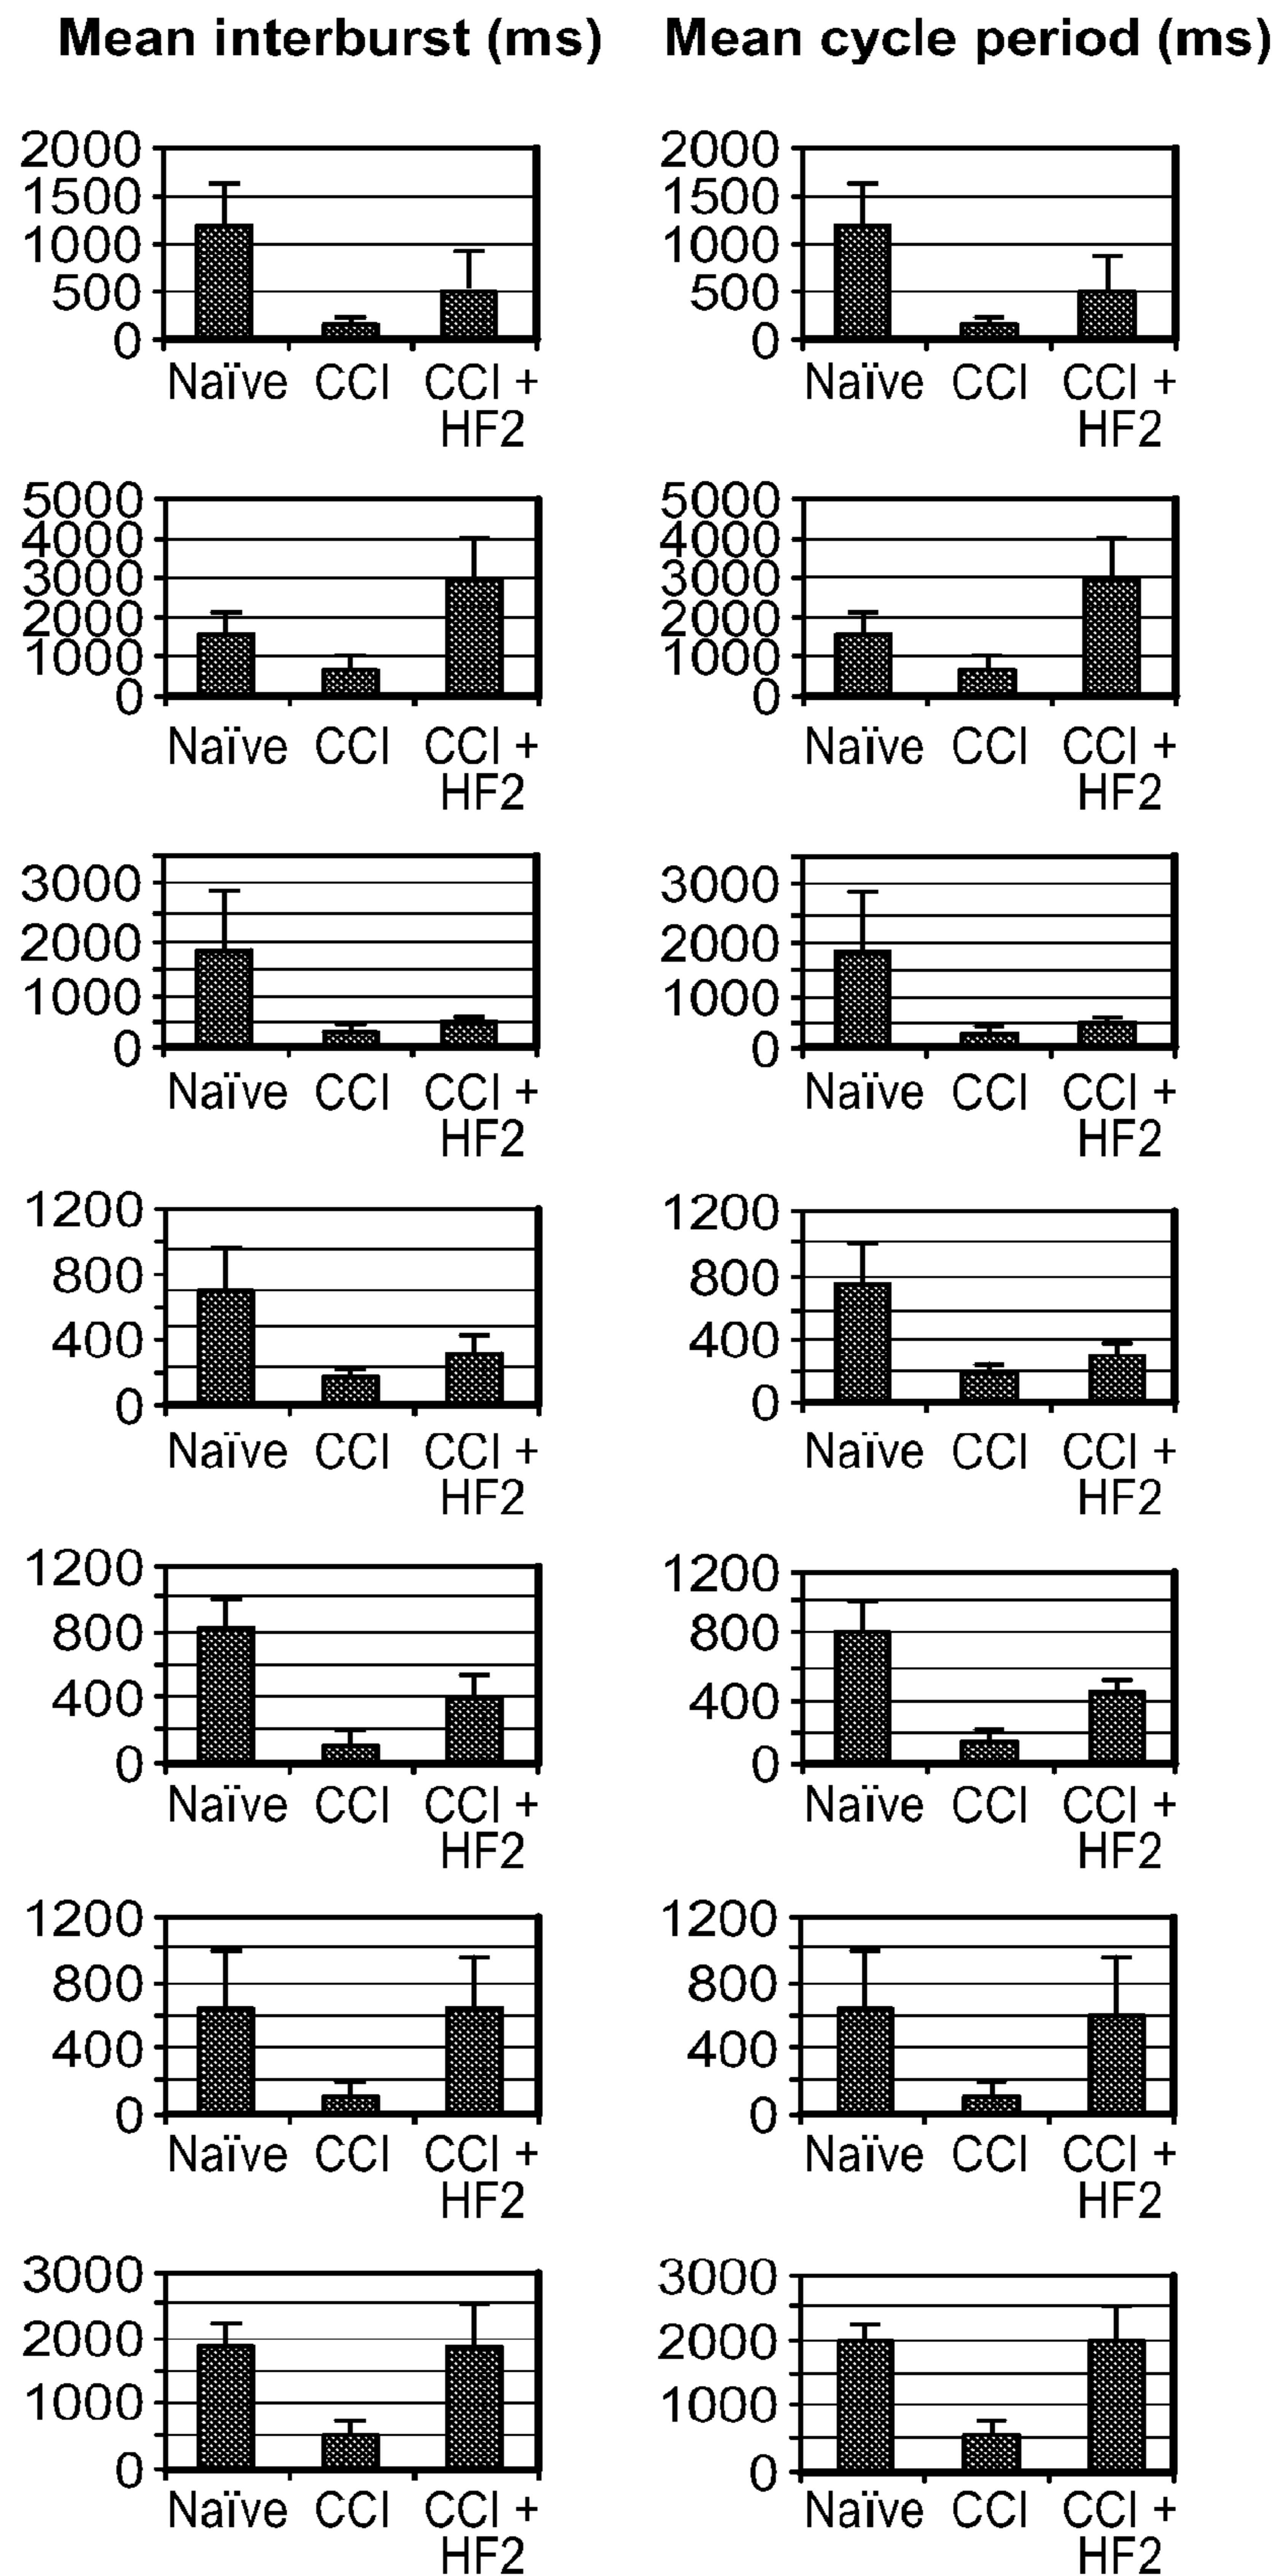 Mean interburst (ms) Mean cycle period (ms)
2000 2000
1500 1500
1000 1000
500 500
0 0
Naïve CCI CCI + Naïve CCI CCI +
HF2 HF2
5000 5000
4000 4000
3000 3000
2000 2000
1000 1000
0 0
Naïve CCI CCI + Naïve CCI CCI +
HF2 HF2
3000 3000
2000 2000
1000 1000
0 0
Naïve CCI CCI + Naïve CCI CCI +
HF2 HF2
1200 1200
800 800
400 400
0 0
Naïve CCI CCI + Naïve CCI CCI +
HF2 HF2
1200 1200
800 800
400 400
0 0
Naïve CCI CCI + Naïve CCI CCI +
HF2 HF2
1200 1200
800 800
400 400
0 0
Naïve CCI CCI + Naïve CCI CCI +
HF2 HF2
3000 3000
2000 2000
1000 1000
0 0
Naïve CCI CCI + Naïve CCI CCI +
HF2 HF2